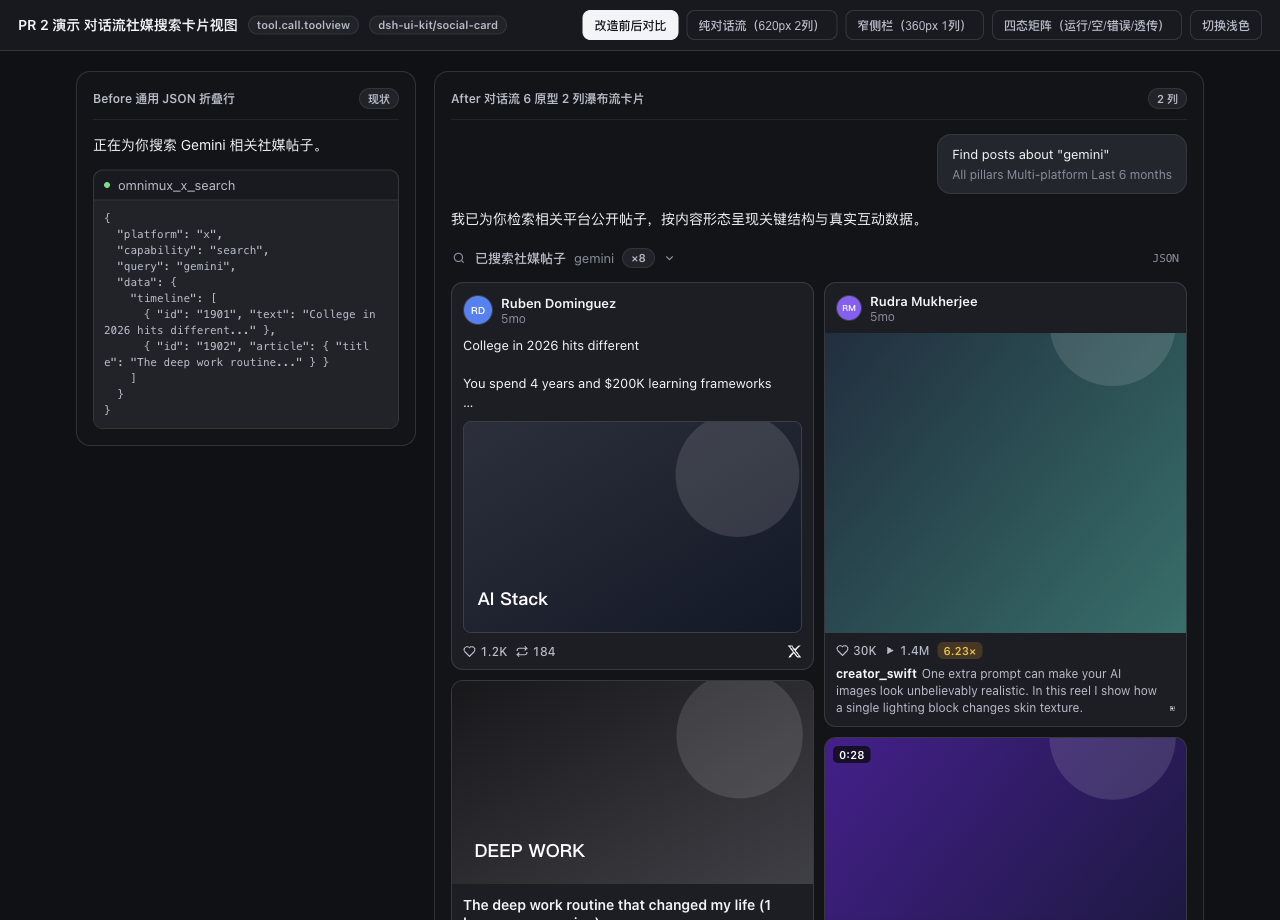 PR 2 演示 对话流社媒搜索卡片视图
tool.call.toolview
dsh-ui-kit/social-card
改造前后对比
纯对话流（620px 2列）
窄侧栏（360px 1列）
四态矩阵（运行/空/错误/透传）
切换浅色
Before 通用 JSON 折叠行
现状
正在为你搜索 Gemini 相关社媒帖子。
omnimux_x_search
{
"platform": "x",
"capability": "search",
"query": "gemini",
"data": {
"timeline": [
{ "id": "1901", "text": "College in
2026 hits different..." },
{ "id": "1902", "article": { "titl
e": "The deep work routine..." } }
]
}
}
After 对话流 6 原型 2 列瀑布流卡片
2 列
Find posts about "gemini"
All pillars Multi-platform Last 6 months
我已为你检索相关平台公开帖子，按内容形态呈现关键结构与真实互动数据。
已搜索社媒帖子 gemini ×8
JSON
RD
Ruben Dominguez
5mo
College in 2026 hits different
You spend 4 years and $200K learning frameworks
...
AI Stack
1.2K 184
DEEP WORK
The deep work routine that changed my life (1
RM
Rudra Mukherjee
5mo
30K 1.4M 6.23×
creator_swift One extra prompt can make your AI
images look unbelievably realistic. In this reel I show how
a single lighting block changes skin texture.
0:28